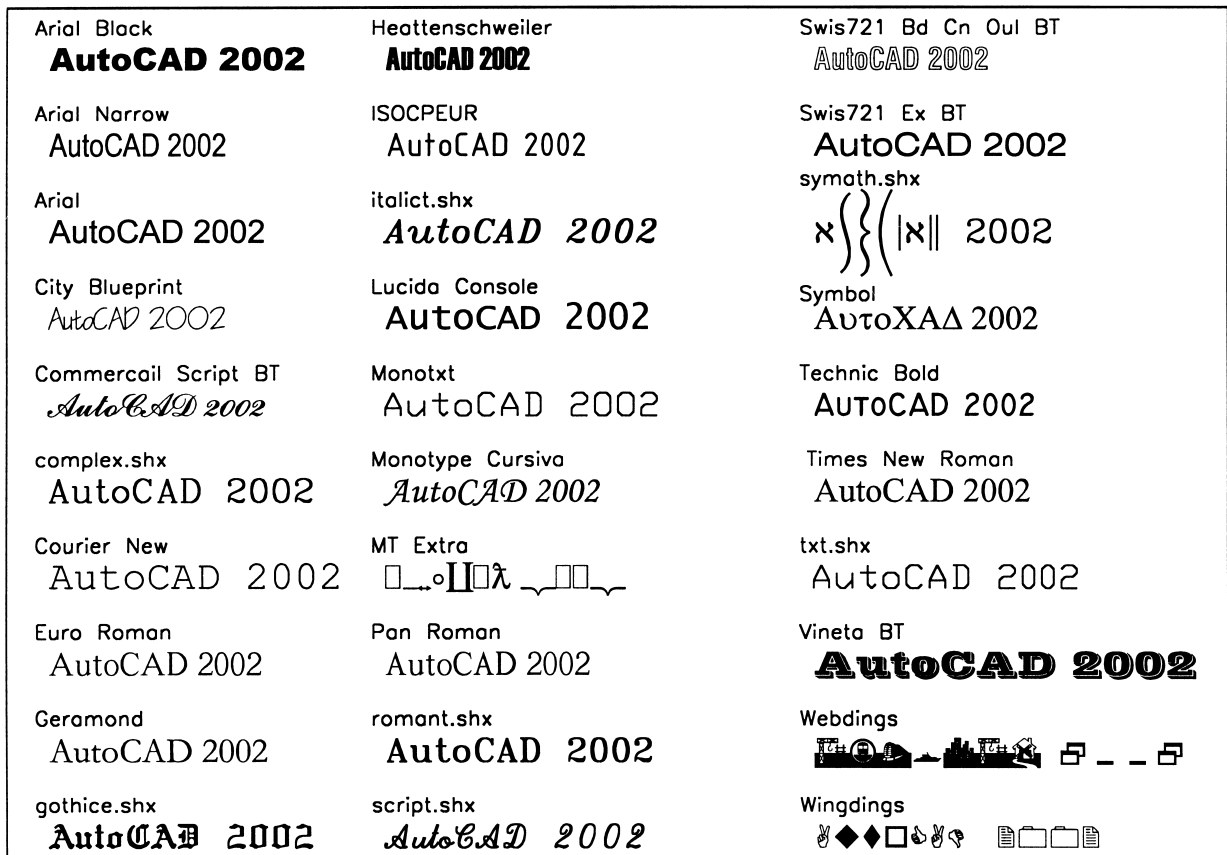 Arial Black
AutoCAD 2002
Arial Narrow
AutoCAD 2002
Arial
AutoCAD 2002
City Blueprint
AutoCAD 2002
Commercail Script BT
AutoCAD 2002
complex.shx
AutoCAD 2002
Courier New
AutoCAD 2002
Euro Roman
AutoCAD 2002
Geramond
AutoCAD 2002
gothice.shx
AutoCAD 2002
Heattenschweiler
AutoCAD 2002
ISOCPEUR
AutoCAD 2002
italict.shx
AutoCAD 2002
Lucida Console
AutoCAD 2002
Monotxt
AutoCAD 2002
Monotype Cursiva
AutoCAD 2002
MT Extra
Pan Roman
AutoCAD 2002
romant.shx
AutoCAD 2002
script.shx
AutoCAD 2002
Swis721 Bd Cn Oul BT
AutoCAD 2002
Swis721 Ex BT
AutoCAD 2002
symath.shx
א∫{(|א‖ 2002
Symbol
ΑυτοΧΑΔ 2002
Technic Bold
AUTOCAD 2002
Times New Roman
AutoCAD 2002
txt.shx
AutoCAD 2002
Vineta BT
AutoCAD 2002
Webdings
Wingdings